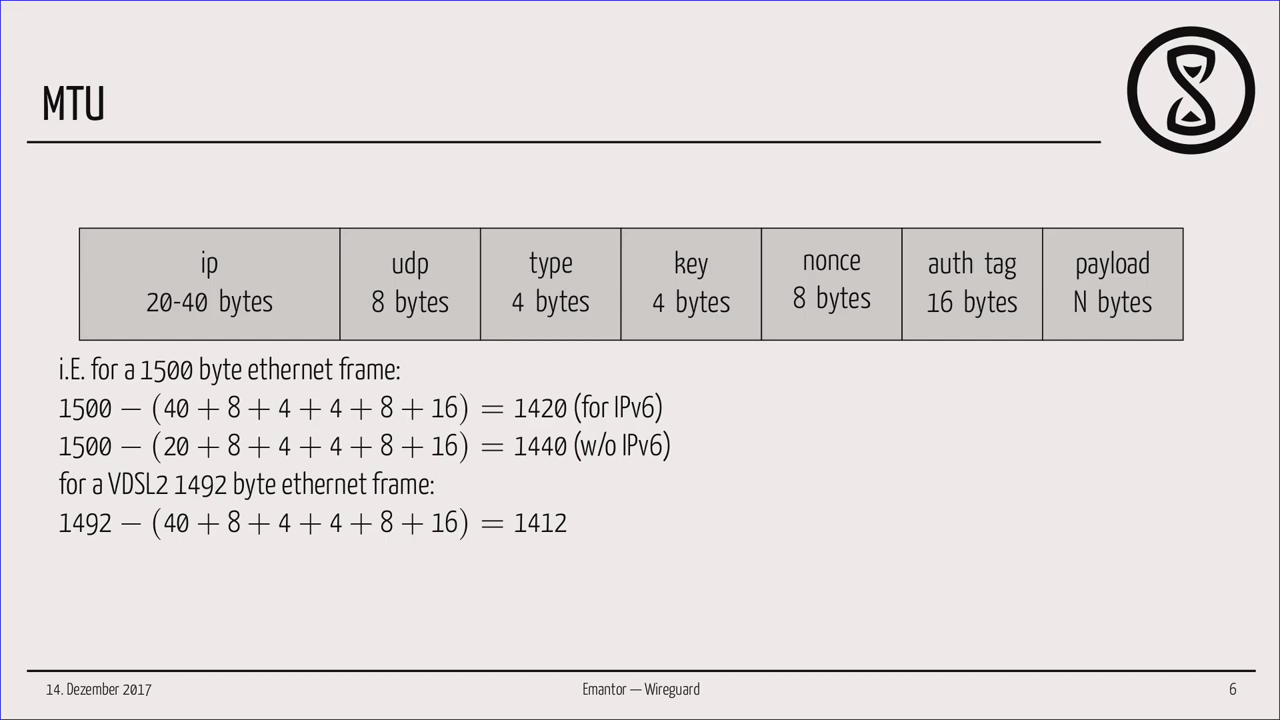 MTU
ip udp type key nonce auth tag payload
20-40 bytes 8 bytes 4 bytes 4 bytes 8 bytes 16 bytes N bytes
i.E. for a 1500 byte ethernet frame:
1500 − (40 + 8 + 4 + 4 + 8 + 16) = 1420 (for IPv6)
1500 − (20 + 8 + 4 + 4 + 8 + 16) = 1440 (w/o IPv6)
for a VDSL2 1492 byte ethernet frame:
1492 − (40 + 8 + 4 + 4 + 8 + 16) = 1412
14. Dezember 2017 Emantor — Wireguard 6